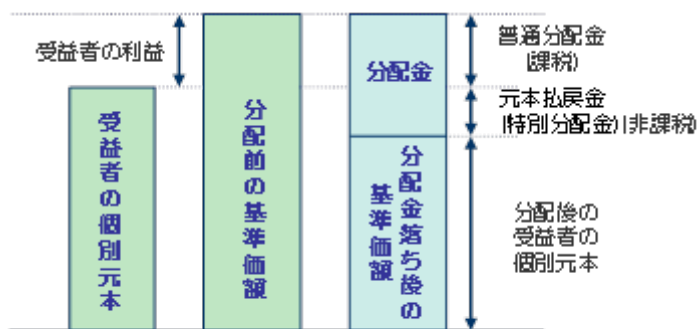 受益者の利益
受益者の個別元本
分配前の基準価額
分配金
分配金落ち後の
基準価額
普通分配金
(課税)
元本払戻金
(特別分配金)(非課税)
分配後の
受益者の
個別元本